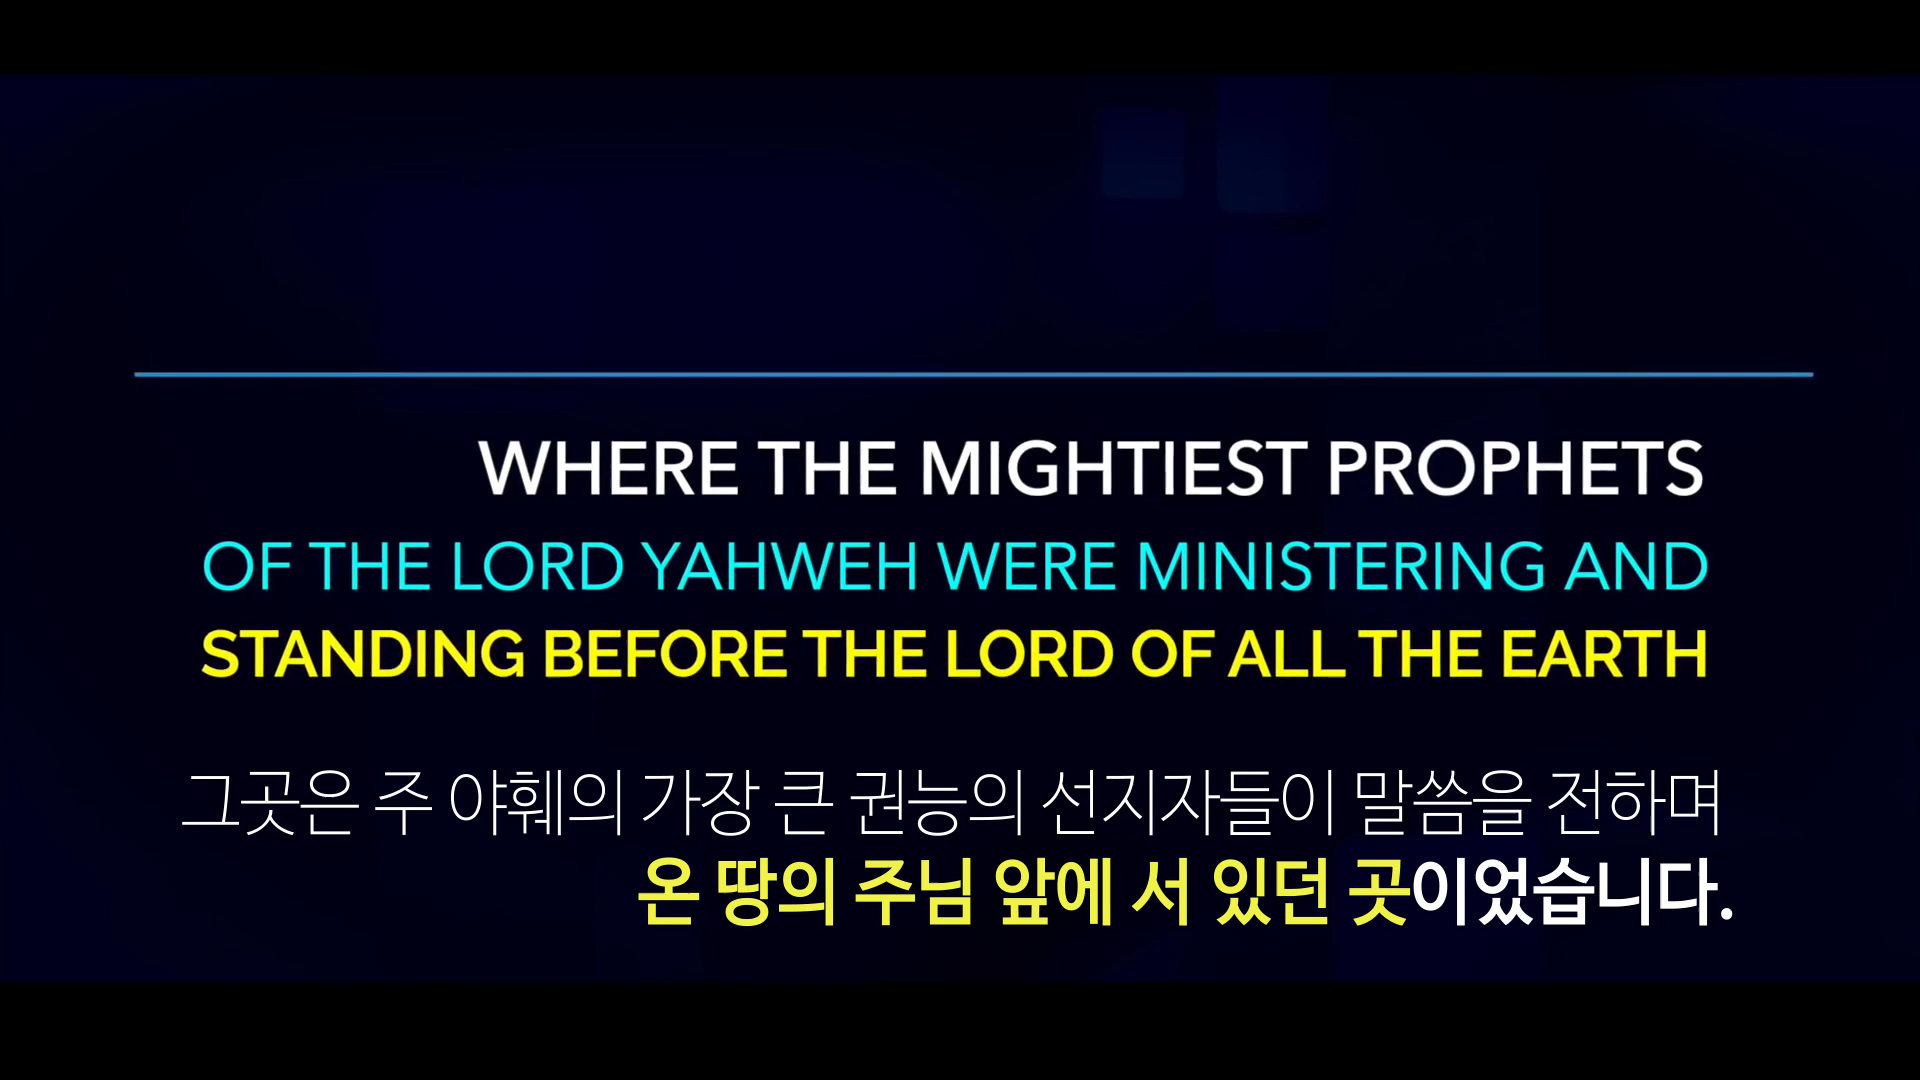 WHERE THE MIGHTIEST PROPHETS
OF THE LORD YAHWEH WERE MINISTERING AND
STANDING BEFORE THE LORD OF ALL THE EARTH
그곳은 주 야훼의 가장 큰 권능의 선지자들이 말씀을 전하며
온 땅의 주님 앞에 서 있던 곳이었습니다.